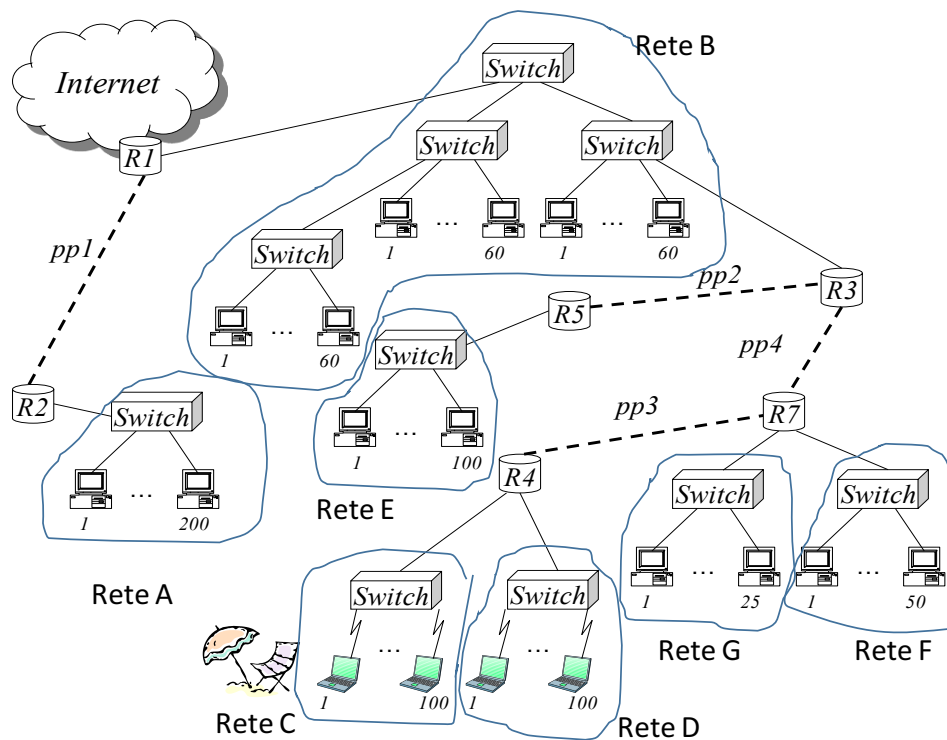 Rete B
Switch
Internet
Switch
Switch
R1
1
...
60
1
...
60
pp1
Switch
pp2
R3
R5
1
...
60
Switch
pp4
R2
Switch
pp3
R7
1
...
100
R4
1
...
200
Rete E
Switch
Switch
Rete A
Switch
Switch
1
...
25
1
...
50
Rete G
Rete F
1
...
100
1
...
100
Rete C
Rete D